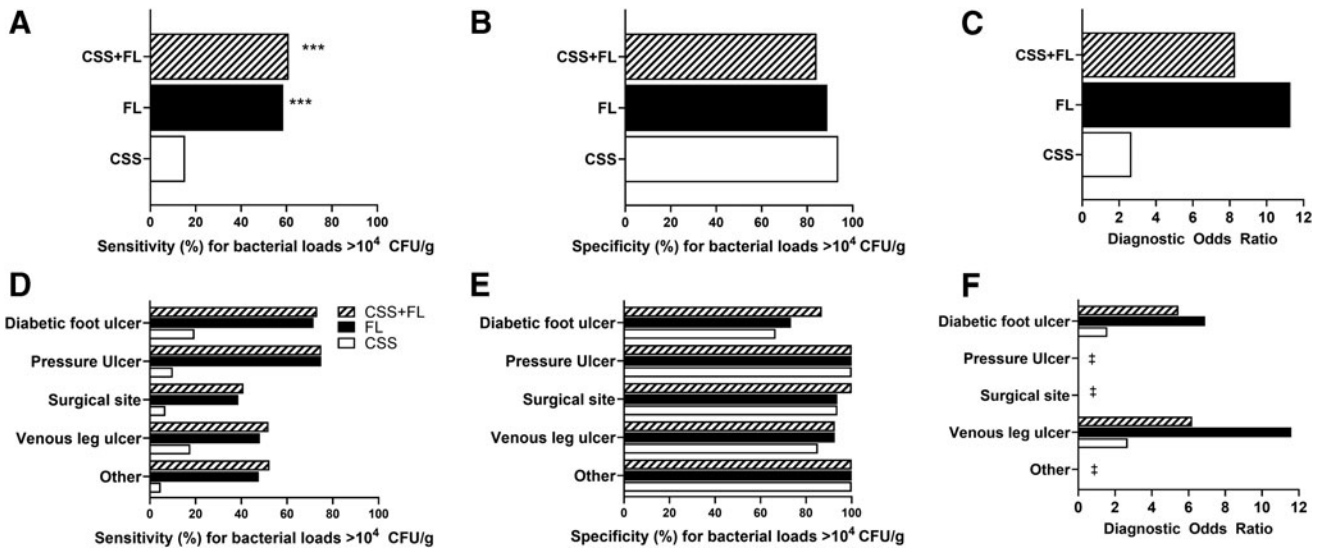 A
CSS+FL
***
FL
***
CSS
0 20 40 60 80 100
Sensitivity (%) for bacterial loads >10⁴ CFU/g
B
CSS+FL
FL
CSS
0 20 40 60 80 100
Specificity (%) for bacterial loads >10⁴ CFU/g
C
CSS+FL
FL
CSS
0 2 4 6 8 10 12
Diagnostic Odds Ratio
D
CSS+FL
FL
CSS
Diabetic foot ulcer
Pressure Ulcer
Surgical site
Venous leg ulcer
Other
0 20 40 60 80 100
Sensitivity (%) for bacterial loads >10⁴ CFU/g
E
Diabetic foot ulcer
Pressure Ulcer
Surgical site
Venous leg ulcer
Other
0 20 40 60 80 100
Specificity (%) for bacterial loads >10⁴ CFU/g
F
Diabetic foot ulcer
Pressure Ulcer ‡
Surgical site ‡
Venous leg ulcer
Other ‡
0 2 4 6 8 10 12
Diagnostic Odds Ratio